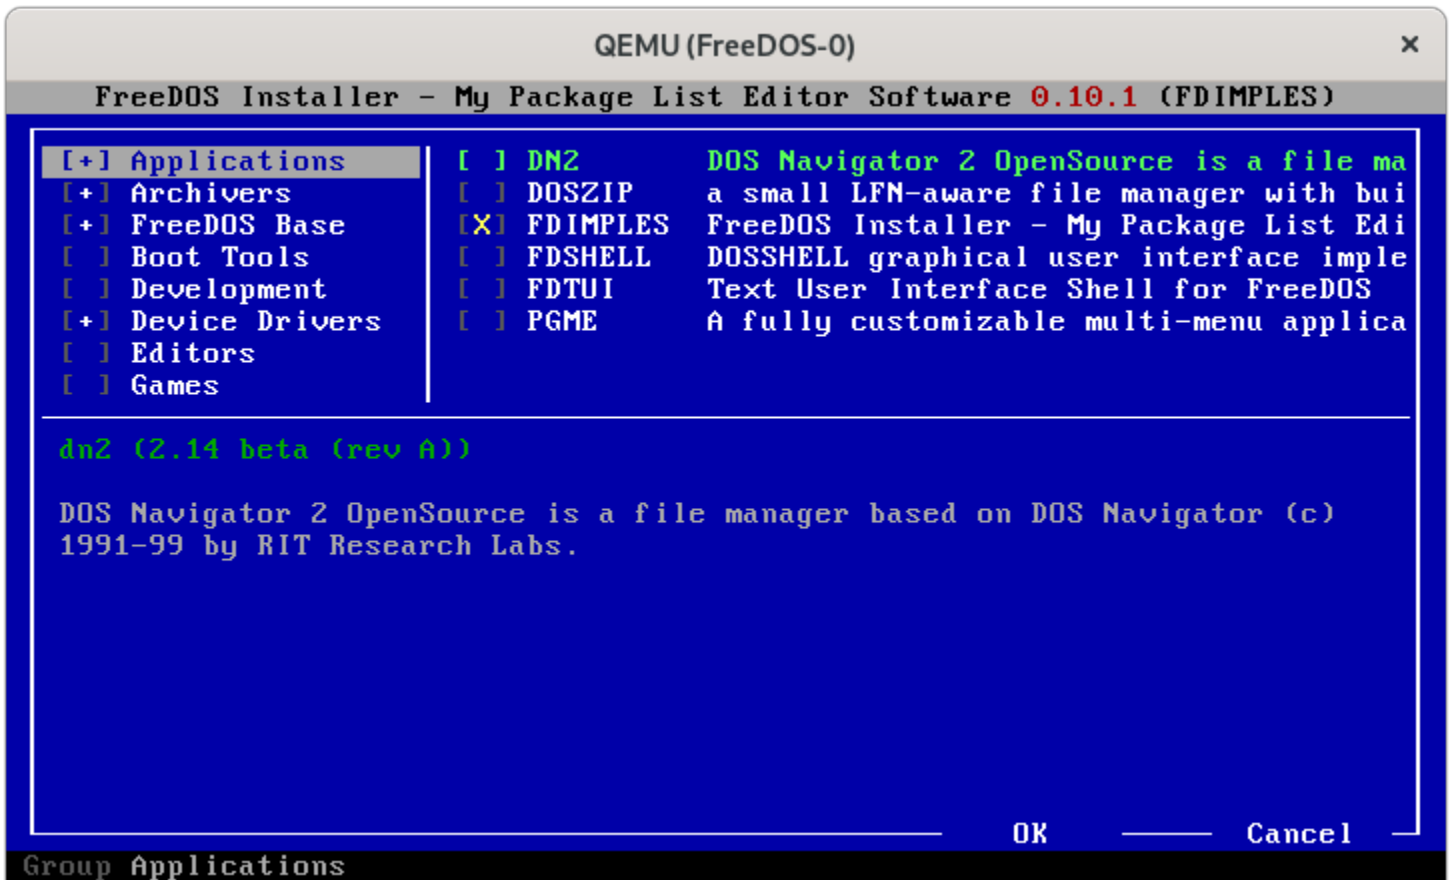 QEMU (FreeDOS-0) ×
FreeDOS Installer - My Package List Editor Software 0.10.1 (FDIMPLES)
[+] Applications
[+] Archivers
[+] FreeDOS Base
[ ] Boot Tools
[ ] Development
[+] Device Drivers
[ ] Editors
[ ] Games
[ ] DN2 DOS Navigator 2 OpenSource is a file ma
[ ] DOSZIP a small LFN-aware file manager with bui
[X] FDIMPLES FreeDOS Installer - My Package List Edi
[ ] FDSHELL DOSSHELL graphical user interface imple
[ ] FDTUI Text User Interface Shell for FreeDOS
[ ] PGME A fully customizable multi-menu applica
dn2 (2.14 beta (rev A))
DOS Navigator 2 OpenSource is a file manager based on DOS Navigator (c)
1991-99 by RIT Research Labs.
OK Cancel
Group Applications